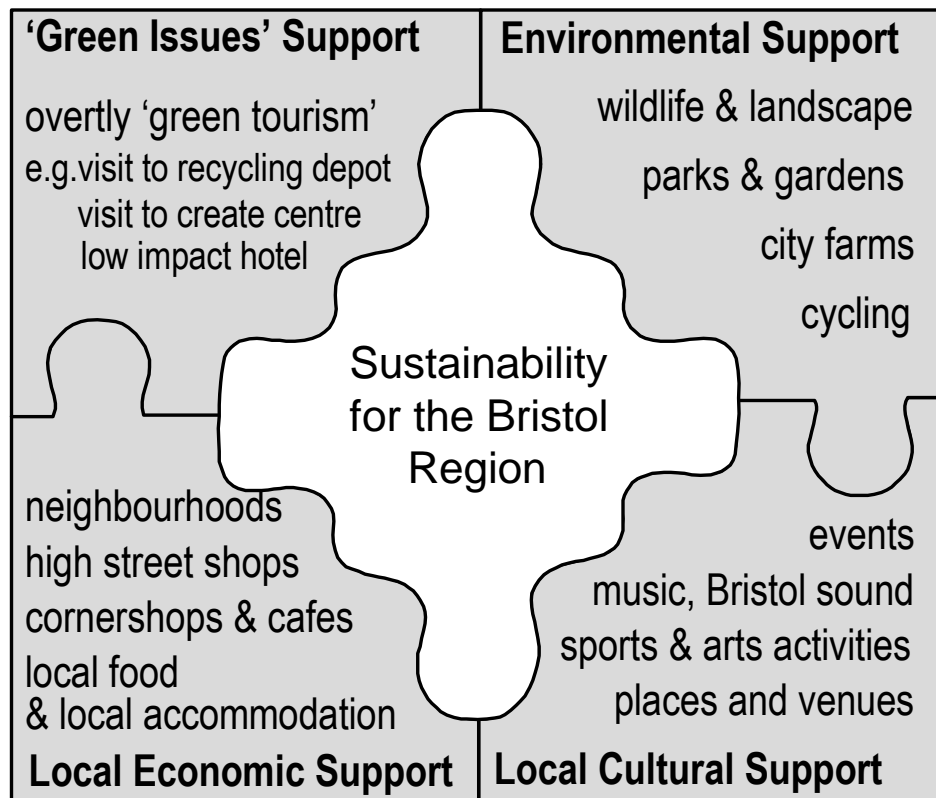 ‘Green Issues’ Support
overtly ‘green tourism’
e.g.visit to recycling depot
visit to create centre
low impact hotel
Environmental Support
wildlife & landscape
parks & gardens
city farms
cycling
Sustainability
for the Bristol
Region
neighbourhoods
high street shops
cornershops & cafes
local food
& local accommodation
Local Economic Support
events
music, Bristol sound
sports & arts activities
places and venues
Local Cultural Support